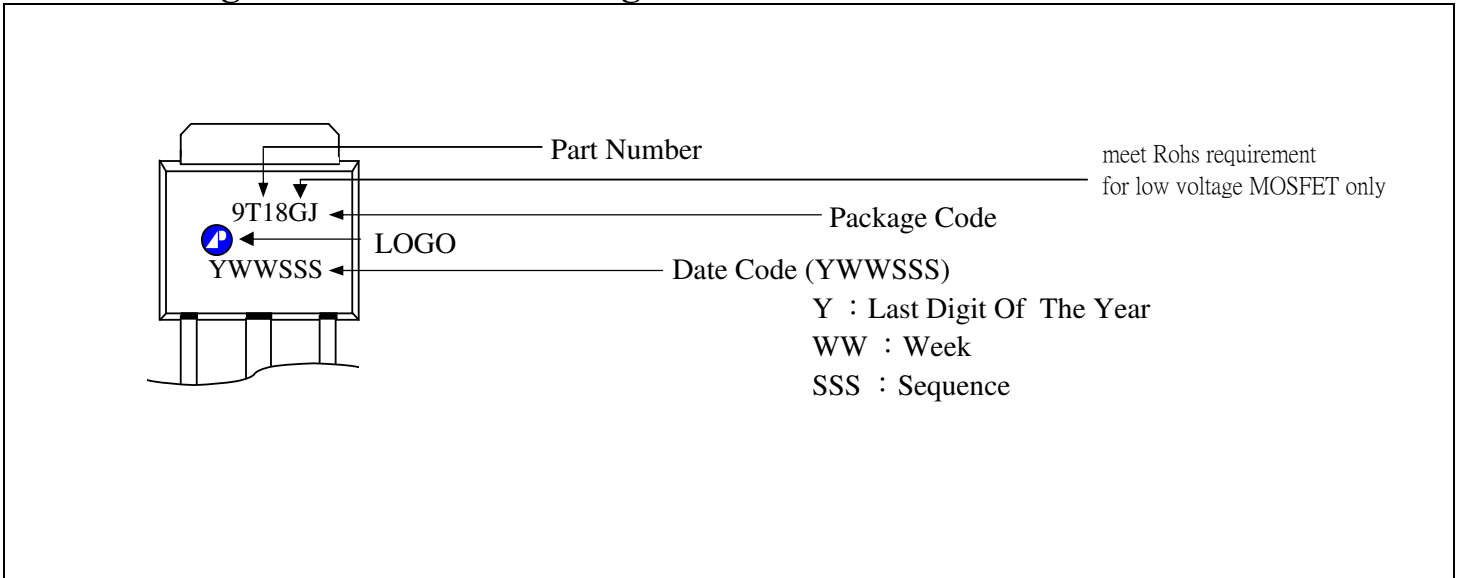 Part Number
meet Rohs requirement
for low voltage MOSFET only
9T18GJ
Package Code
LOGO
YWWSSS
Date Code (YWWSSS)
Y ：Last Digit Of The Year
WW ：Week
SSS ：Sequence